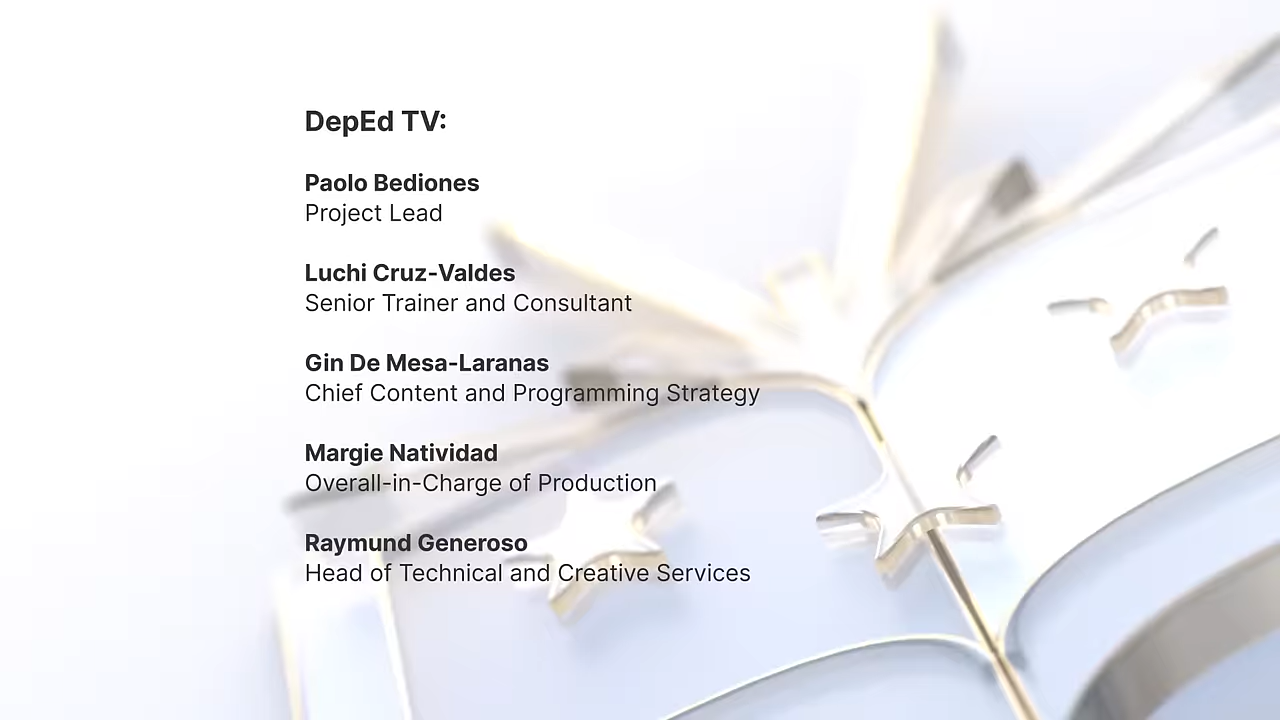 DepEd TV:
Paolo Bediones
Project Lead
Luchi Cruz-Valdes
Senior Trainer and Consultant
Gin De Mesa-Laranas
Chief Content and Programming Strategy
Margie Natividad
Overall-in-Charge of Production
Raymund Generoso
Head of Technical and Creative Services